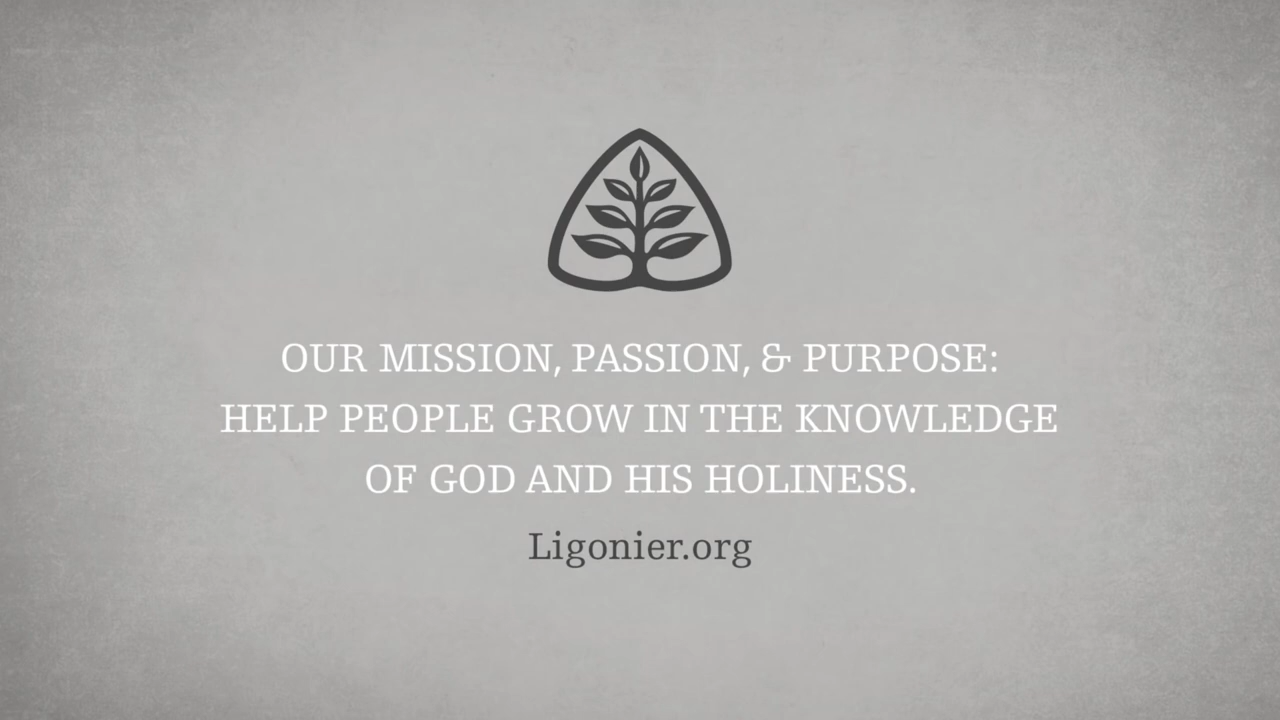 OUR MISSION, PASSION, & PURPOSE:
HELP PEOPLE GROW IN THE KNOWLEDGE
OF GOD AND HIS HOLINESS.
Ligonier.org